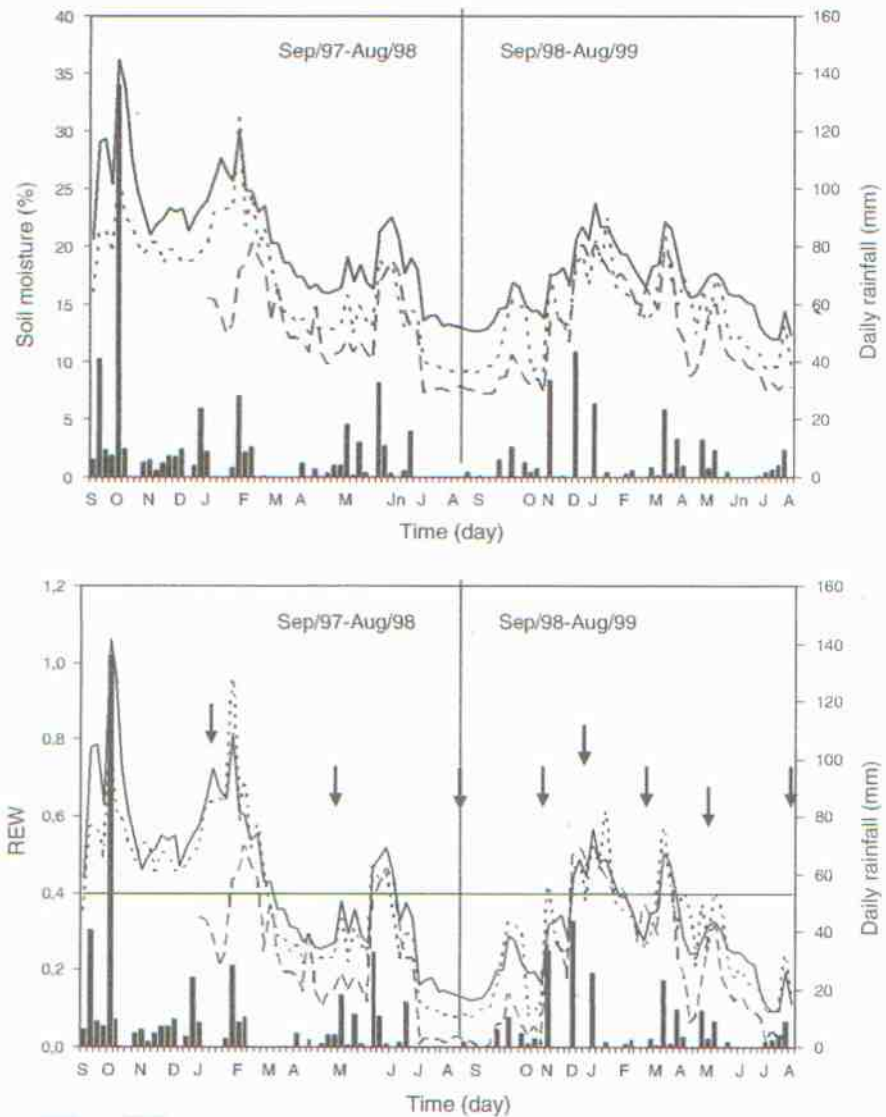 40
35
30
25
20
15
10
5
0
Soil moisture (%)
Sep/97-Aug/98
Sep/98-Aug/99
160
140
120
100
80
60
40
20
0
Daily rainfall (mm)
S O N D J F M A M Jn J A S O N D J F M A M Jn J A
Time (day)
1,2
1,0
0,8
0,6
0,4
0,2
0,0
REW
Sep/97-Aug/98
Sep/98-Aug/99
160
140
120
100
80
60
40
20
0
Daily rainfall (mm)
S O N D J F M A M J J A S O N D J F M A M J J A
Time (day)